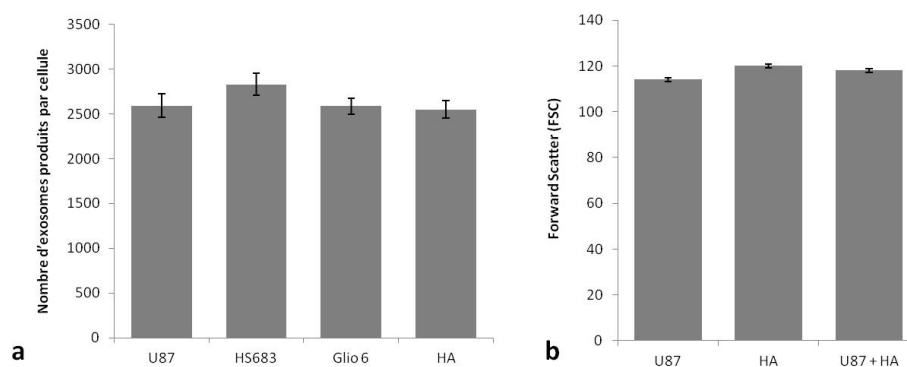 Nombre d'exosomes produits par cellule
3500
3000
2500
2000
1500
1000
500
0
U87 HS683 Glio 6 HA
a
Forward Scatter (FSC)
140
120
100
80
60
40
20
0
U87 HA U87 + HA
b